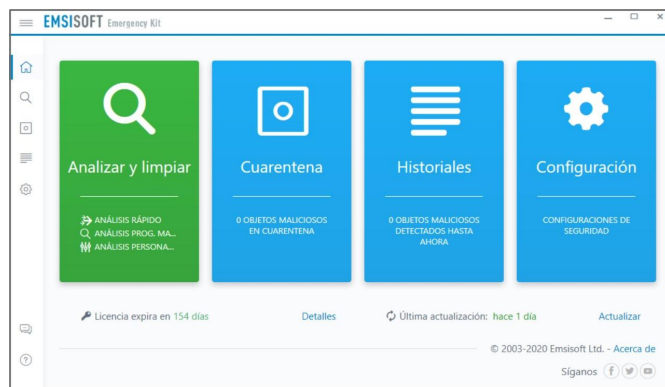 EMSISOFT Emergency Kit
Analizar y limpiar
ANÁLISIS RÁPIDO
ANÁLISIS PROG. MA...
ANÁLISIS PERSONA...
Cuarentena
0 OBJETOS MALICIOSOS
EN CUARENTENA
Historiales
0 OBJETOS MALICIOSOS
DETECTADOS HASTA
AHORA
Configuración
CONFIGURACIONES DE
SEGURIDAD
Licencia expira en 154 días
Detalles
Última actualización: hace 1 día
Actualizar
© 2003-2020 Emsisoft Ltd. - Acerca de
Síganos